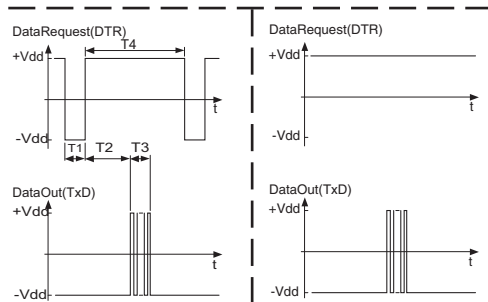 DataRequest(DTR)
+Vdd
T4
t
-Vdd
T1 T2 T3
DataOut(TxD)
+Vdd
t
-Vdd
DataRequest(DTR)
+Vdd
t
-Vdd
DataOut(TxD)
+Vdd
t
-Vdd